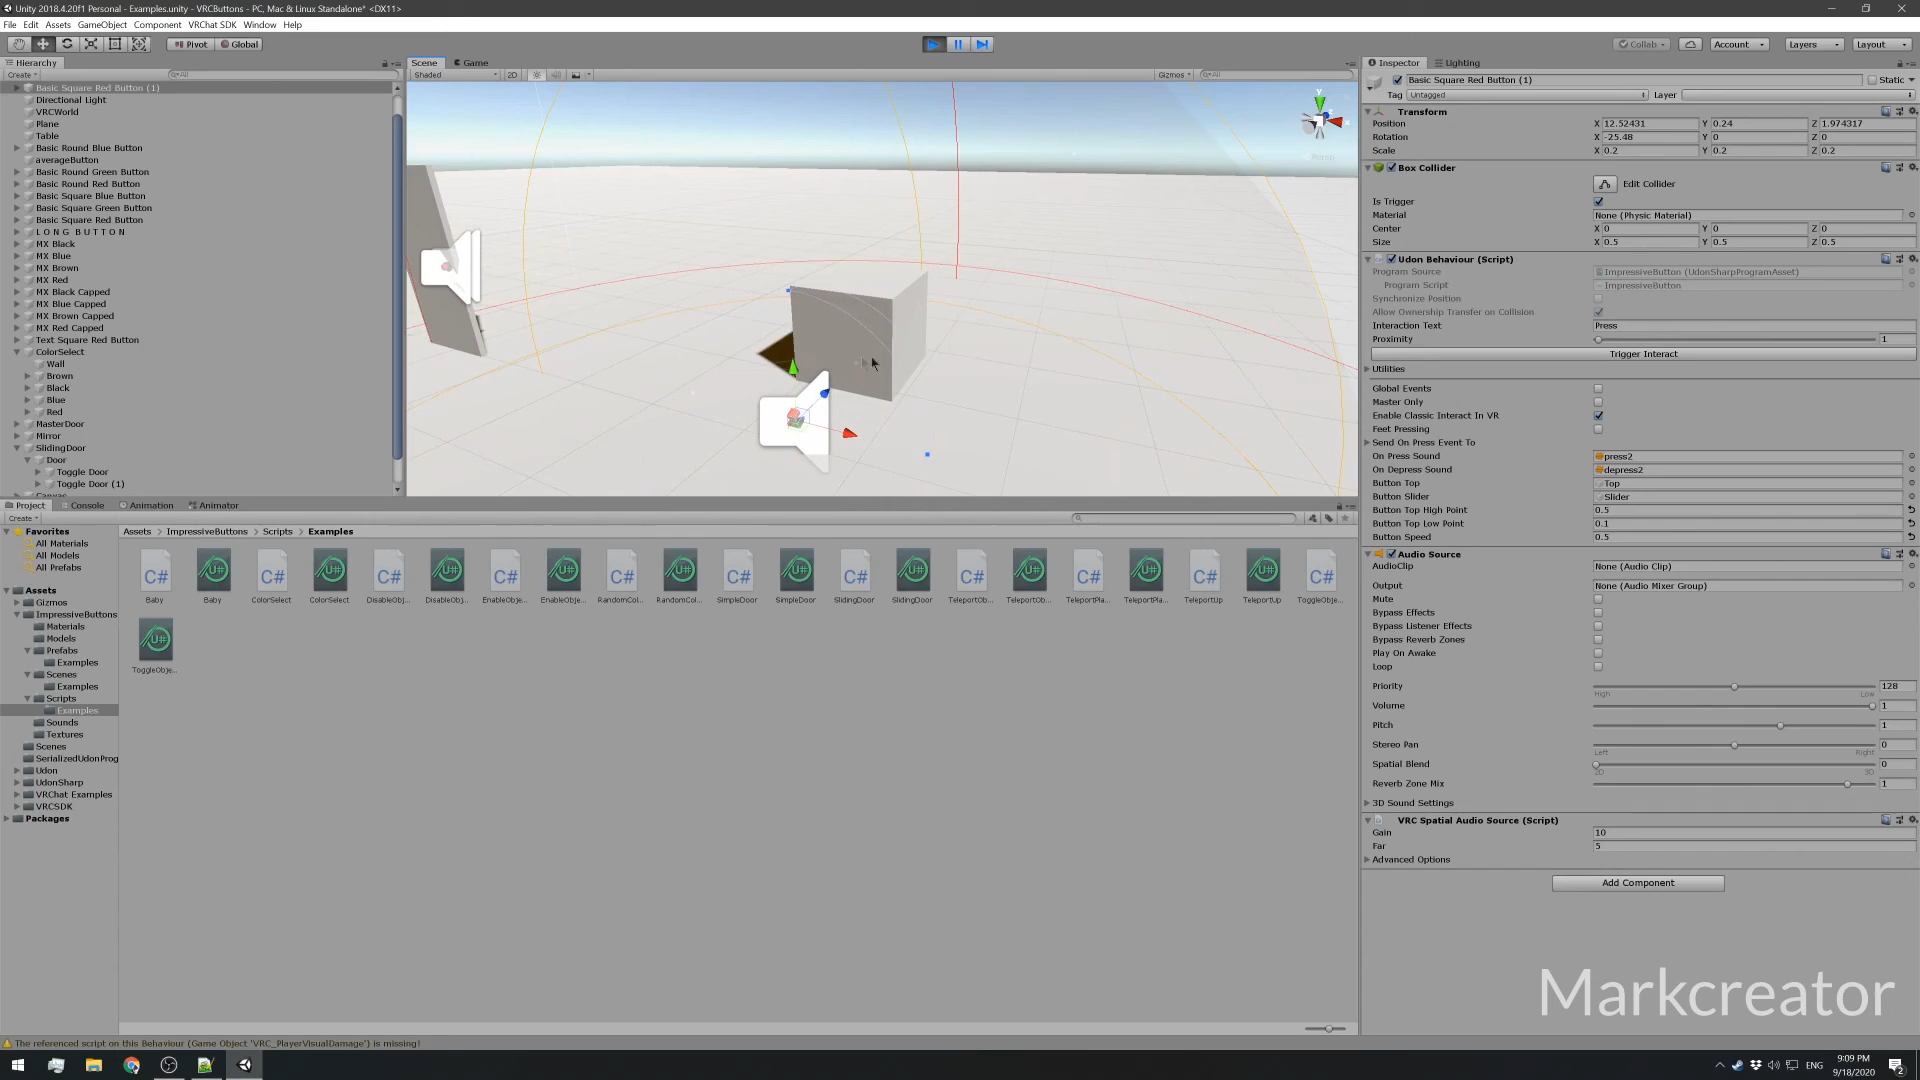 Unity 2018.4.20f1 Personal - Examples.unity - VRCButtons - PC, Mac & Linux Standalone* <DX11>
File Edit Assets GameObject Component VRChat SDK Window Help
Pivot Global
Collab Account Layers Layout
Hierarchy
Create All
Basic Square Red Button (1)
Directional Light
VRCWorld
Plane
Table
Basic Round Blue Button
averageButton
Basic Round Green Button
Basic Round Red Button
Basic Square Blue Button
Basic Square Green Button
Basic Square Red Button
L O N G  B U T T O N
MX Black
MX Blue
MX Brown
MX Red
MX Black Capped
MX Blue Capped
MX Brown Capped
MX Red Capped
Text Square Red Button
ColorSelect
Wall
Brown
Black
Blue
Red
MasterDoor
Mirror
SlidingDoor
Door
Toggle Door
Toggle Door (1)
Canvas
Scene Game
Shaded 2D Gizmos All
y
x
Persp
Project Console Animation Animator
Create
Favorites
All Materials
All Models
All Prefabs
Assets
Gizmos
ImpressiveButtons
Materials
Models
Prefabs
Examples
Scenes
Examples
Scripts
Examples
Sounds
Textures
Scenes
SerializedUdonProg
Udon
UdonSharp
VRChat Examples
VRCSDK
Packages
Assets ImpressiveButtons Scripts Examples
Baby Baby ColorSelect ColorSelect DisableObj... DisableObj... EnableObje... EnableObje... RandomCol... RandomCol... SimpleDoor SimpleDoor SlidingDoor SlidingDoor TeleportOb... TeleportOb... TeleportPla... TeleportPla... TeleportUp TeleportUp ToggleObje...
ToggleObje...
The referenced script on this Behaviour (Game Object 'VRC_PlayerVisualDamage') is missing!
Inspector Lighting
Basic Square Red Button (1) Static
Tag Untagged Layer
Transform
Position X 12.52431 Y 0.24 Z 1.974317
Rotation X -25.48 Y 0 Z 0
Scale X 0.2 Y 0.2 Z 0.2
Box Collider
Edit Collider
Is Trigger
Material None (Physic Material)
Center X 0 Y 0 Z 0
Size X 0.5 Y 0.5 Z 0.5
Udon Behaviour (Script)
Program Source ImpressiveButton (UdonSharpProgramAsset)
Program Script ImpressiveButton
Synchronize Position
Allow Ownership Transfer on Collision
Interaction Text Press
Proximity 1
Trigger Interact
Utilities
Global Events
Master Only
Enable Classic Interact In VR
Feet Pressing
Send On Press Event To
On Press Sound press2
On Depress Sound depress2
Button Top Top
Button Slider Slider
Button Top High Point 0.5
Button Top Low Point 0.1
Button Speed 0.5
Audio Source
AudioClip None (Audio Clip)
Output None (Audio Mixer Group)
Mute
Bypass Effects
Bypass Listener Effects
Bypass Reverb Zones
Play On Awake
Loop
Priority 128
High Low
Volume 1
Pitch 1
Stereo Pan 0
Left Right
Spatial Blend 0
2D 3D
Reverb Zone Mix 1
3D Sound Settings
VRC Spatial Audio Source (Script)
Gain 10
Far 5
Advanced Options
Add Component
Markcreator
ENG
9:09 PM
9/18/2020
2